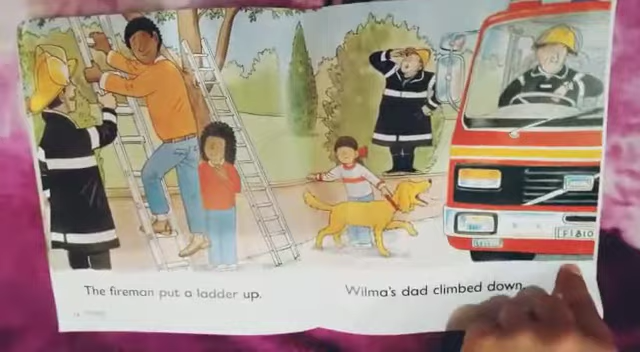 The fireman put a ladder up.
Wilma's dad climbed down.